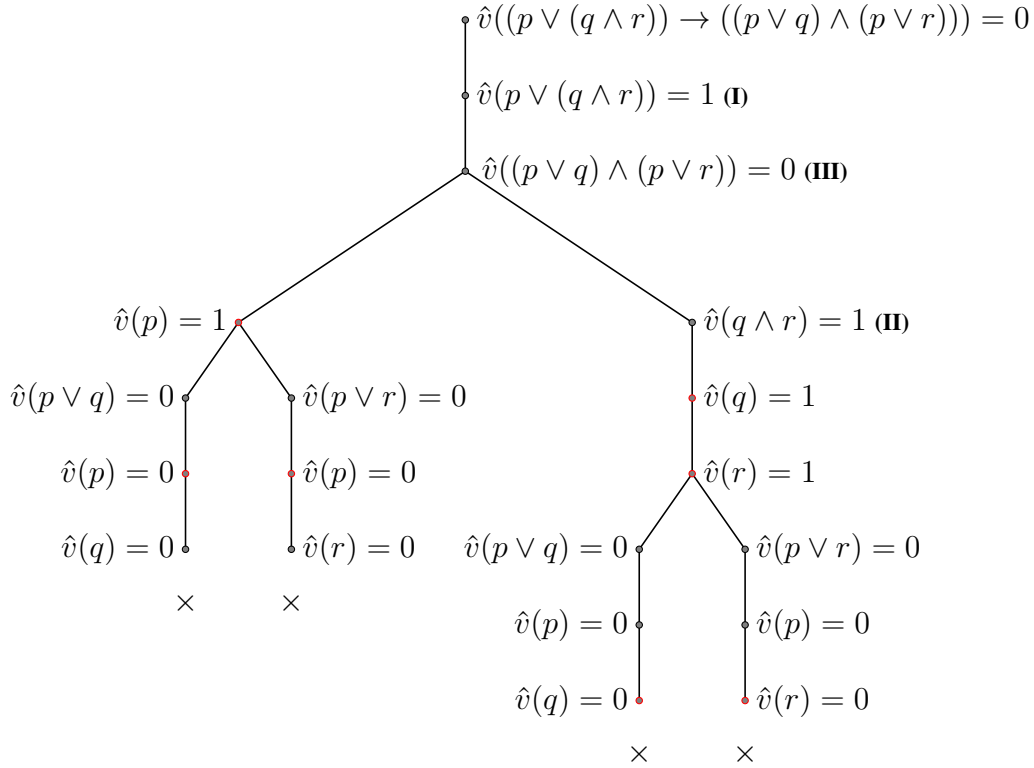 v̂((p ∨ (q ∧ r)) → ((p ∨ q) ∧ (p ∨ r))) = 0
v̂(p ∨ (q ∧ r)) = 1 (I)
v̂((p ∨ q) ∧ (p ∨ r)) = 0 (III)
v̂(p) = 1 v̂(q ∧ r) = 1 (II)
v̂(p ∨ q) = 0 v̂(p ∨ r) = 0 v̂(q) = 1
v̂(p) = 0 v̂(p) = 0 v̂(r) = 1
v̂(q) = 0 v̂(r) = 0 v̂(p ∨ q) = 0 v̂(p ∨ r) = 0
× ×
v̂(p) = 0 v̂(p) = 0
v̂(q) = 0 v̂(r) = 0
× ×